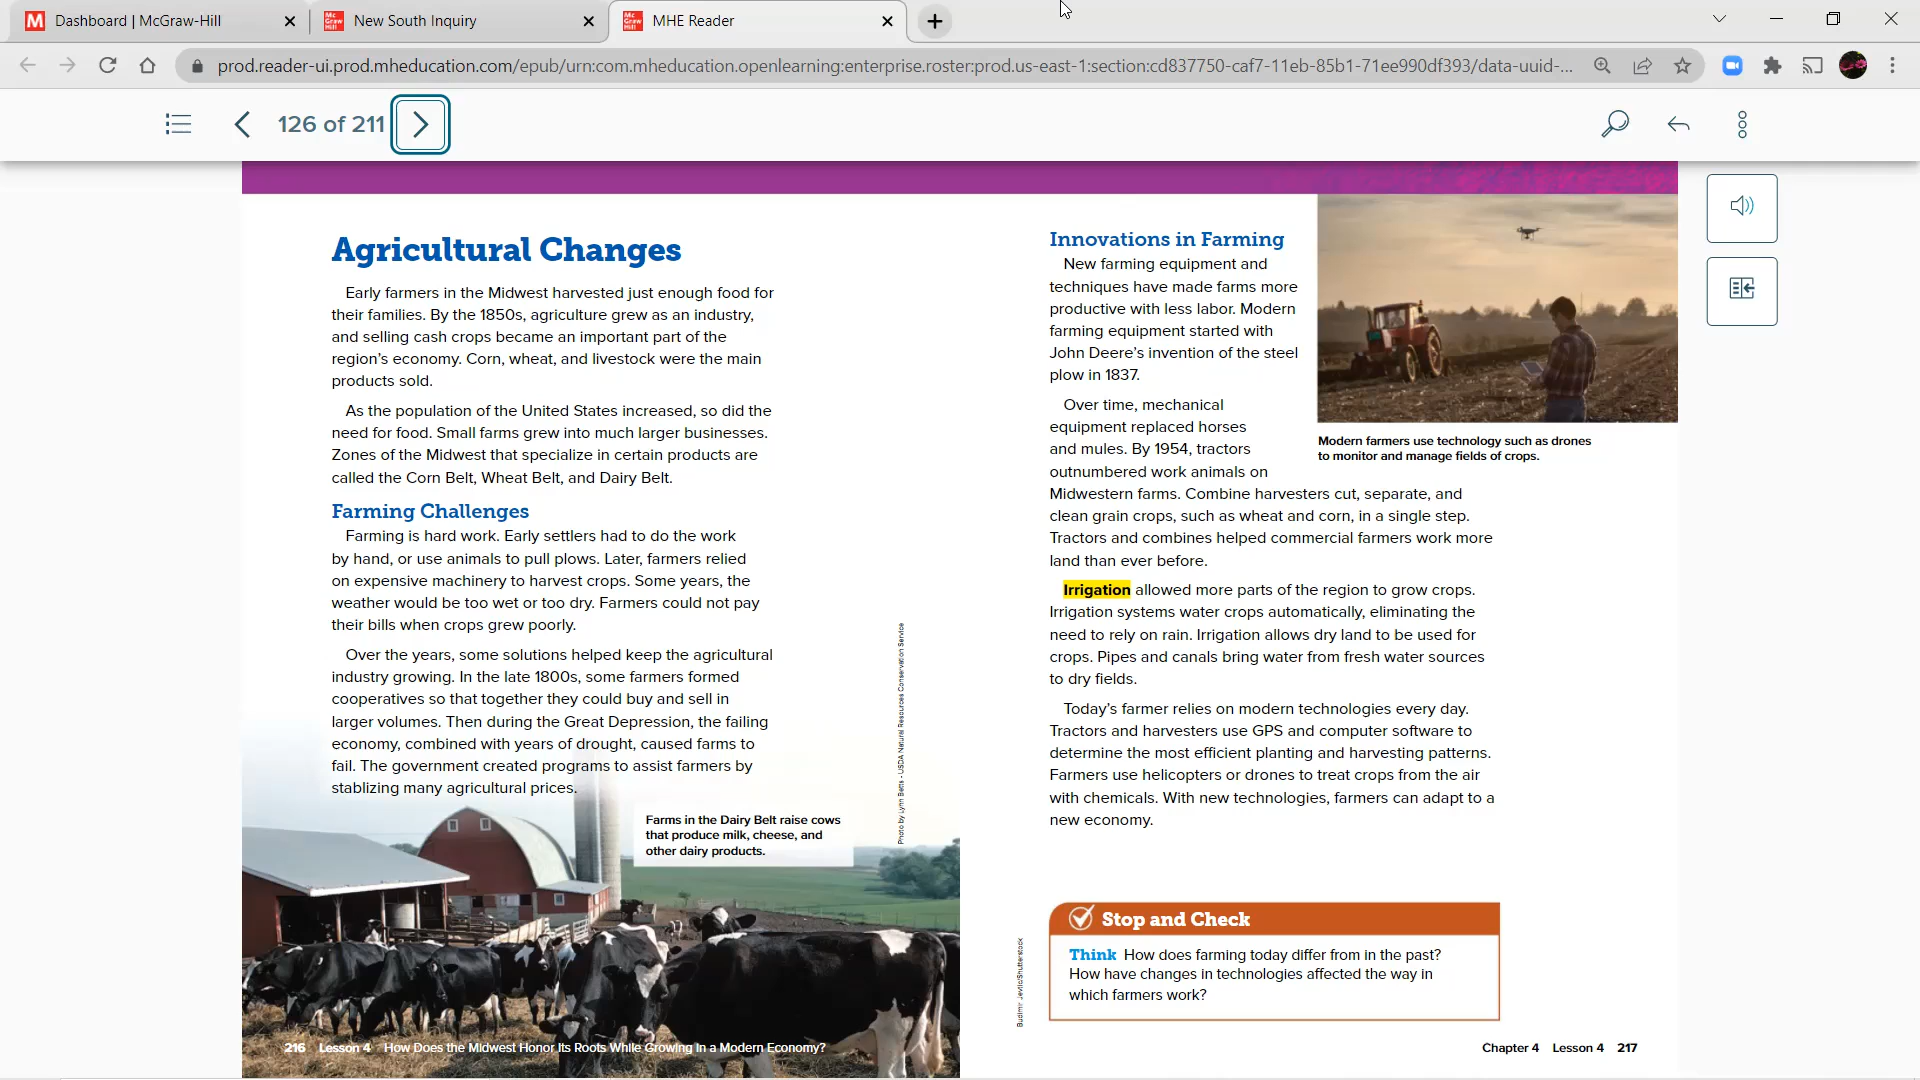 Dashboard | McGraw-Hill
New South Inquiry
MHE Reader
prod.reader-ui.prod.mheducation.com/epub/urn:com.mheducation.openlearning:enterprise.roster:prod.us-east-1:section:cd837750-caf7-11eb-85b1-71ee990df393/data-uuid-...
126 of 211
Agricultural Changes
Early farmers in the Midwest harvested just enough food for
their families. By the 1850s, agriculture grew as an industry,
and selling cash crops became an important part of the
region's economy. Corn, wheat, and livestock were the main
products sold.
As the population of the United States increased, so did the
need for food. Small farms grew into much larger businesses.
Zones of the Midwest that specialize in certain products are
called the Corn Belt, Wheat Belt, and Dairy Belt.
Farming Challenges
Farming is hard work. Early settlers had to do the work
by hand, or use animals to pull plows. Later, farmers relied
on expensive machinery to harvest crops. Some years, the
weather would be too wet or too dry. Farmers could not pay
their bills when crops grew poorly.
Over the years, some solutions helped keep the agricultural
industry growing. In the late 1800s, some farmers formed
cooperatives so that together they could buy and sell in
larger volumes. Then during the Great Depression, the failing
economy, combined with years of drought, caused farms to
fail. The government created programs to assist farmers by
stablizing many agricultural prices.
Photo by Lynn Betts - USDA Natural Resources Conservation Service
Farms in the Dairy Belt raise cows
that produce milk, cheese, and
other dairy products.
216 Lesson 4 How Does the Midwest Honor Its Roots While Growing in a Modern Economy?
Innovations in Farming
New farming equipment and
techniques have made farms more
productive with less labor. Modern
farming equipment started with
John Deere's invention of the steel
plow in 1837.
Over time, mechanical
equipment replaced horses
and mules. By 1954, tractors
outnumbered work animals on
Midwestern farms. Combine harvesters cut, separate, and
clean grain crops, such as wheat and corn, in a single step.
Tractors and combines helped commercial farmers work more
land than ever before.
Modern farmers use technology such as drones
to monitor and manage fields of crops.
Irrigation allowed more parts of the region to grow crops.
Irrigation systems water crops automatically, eliminating the
need to rely on rain. Irrigation allows dry land to be used for
crops. Pipes and canals bring water from fresh water sources
to dry fields.
Today's farmer relies on modern technologies every day.
Tractors and harvesters use GPS and computer software to
determine the most efficient planting and harvesting patterns.
Farmers use helicopters or drones to treat crops from the air
with chemicals. With new technologies, farmers can adapt to a
new economy.
Stop and Check
Think How does farming today differ from in the past?
How have changes in technologies affected the way in
which farmers work?
Budimir Jevtic/Shutterstock
Chapter 4 Lesson 4 217